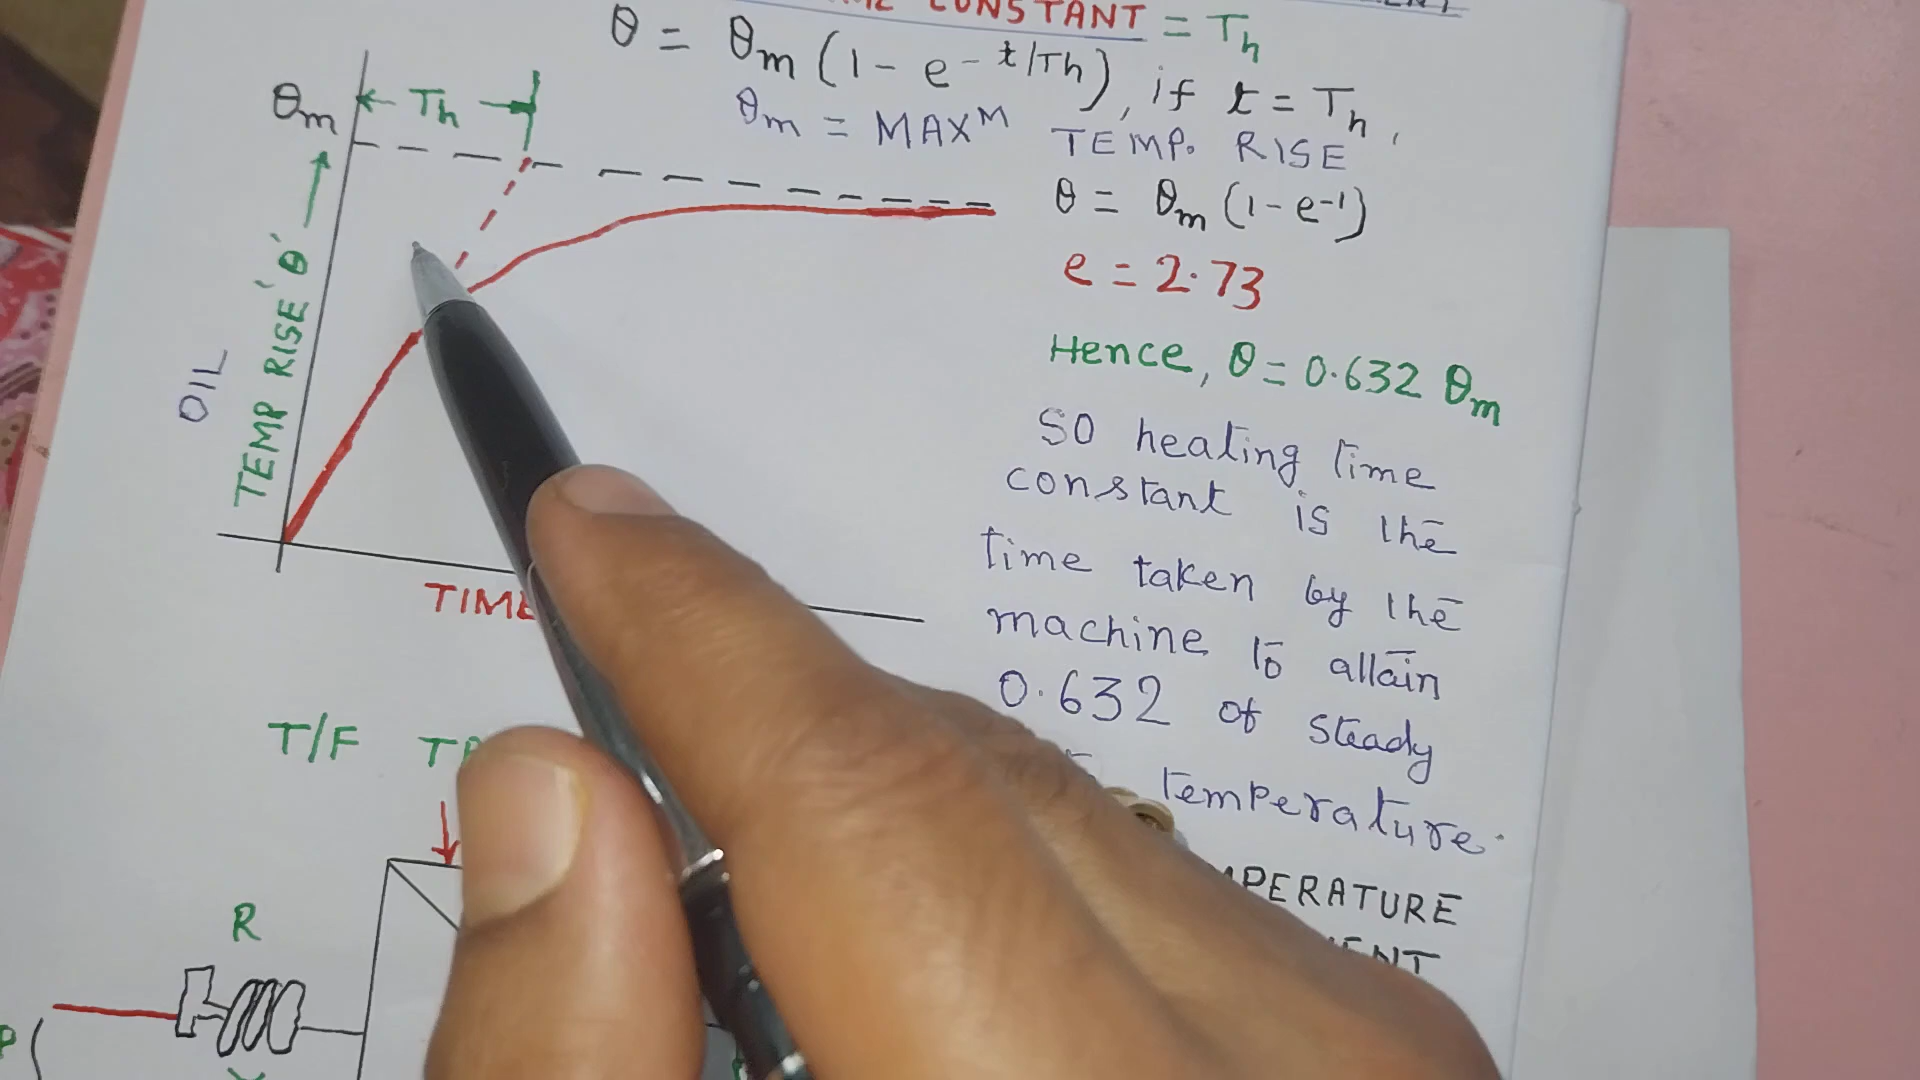 CONSTANT = Th
θ = θm (1 - e^-t/Th), if t = Th,
θm = MAXᴹ TEMP. RISE
θm
Th
θ = θm (1 - e⁻¹)
e = 2.73
Hence, θ = 0.632 θm
OIL
TEMP RISE 'θ'
TIME
SO heating time
constant is the
time taken by the
machine to attain
0.632 of steady
temperature.
T/F
R